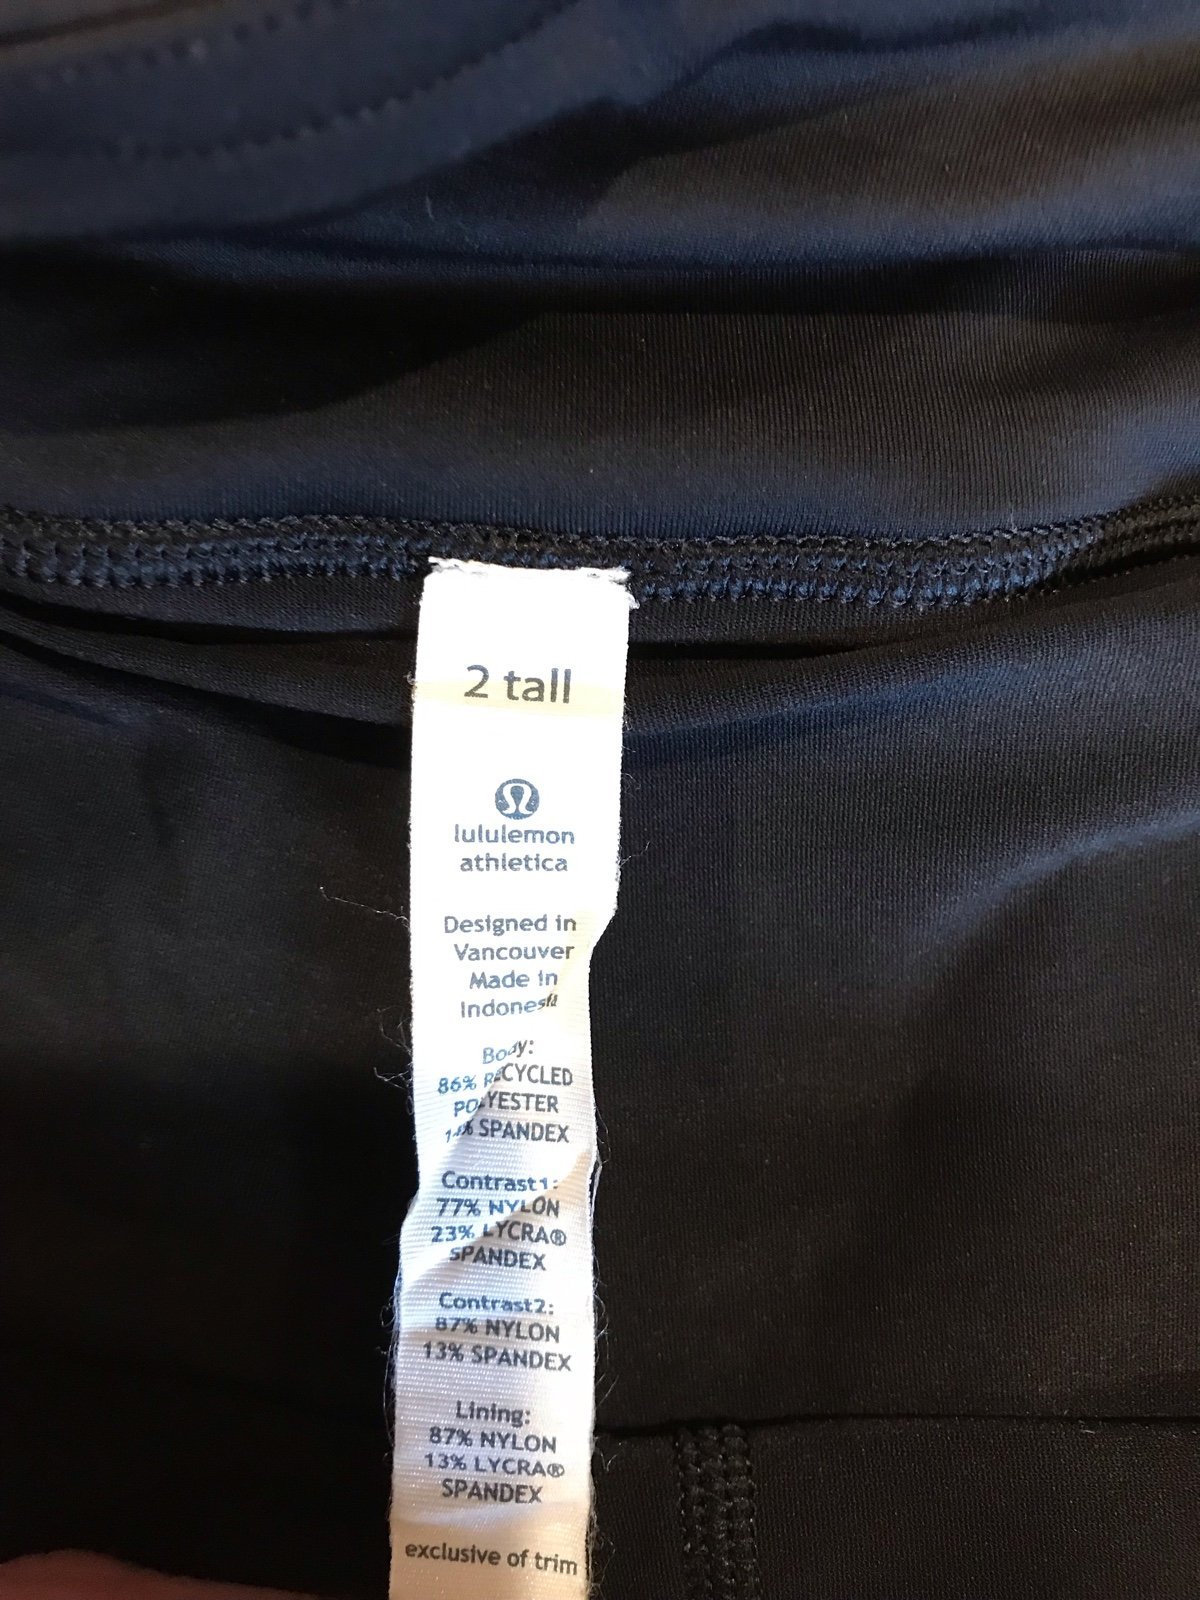 2 tall
lululemon
athletica
Designed in
Vancouver
Made in
Indonesia
Body:
86% RECYCLED
POLYESTER
14% SPANDEX
Contrast1:
77% NYLON
23% LYCRA®
SPANDEX
Contrast2:
87% NYLON
13% SPANDEX
Lining:
87% NYLON
13% LYCRA®
SPANDEX
exclusive of trim